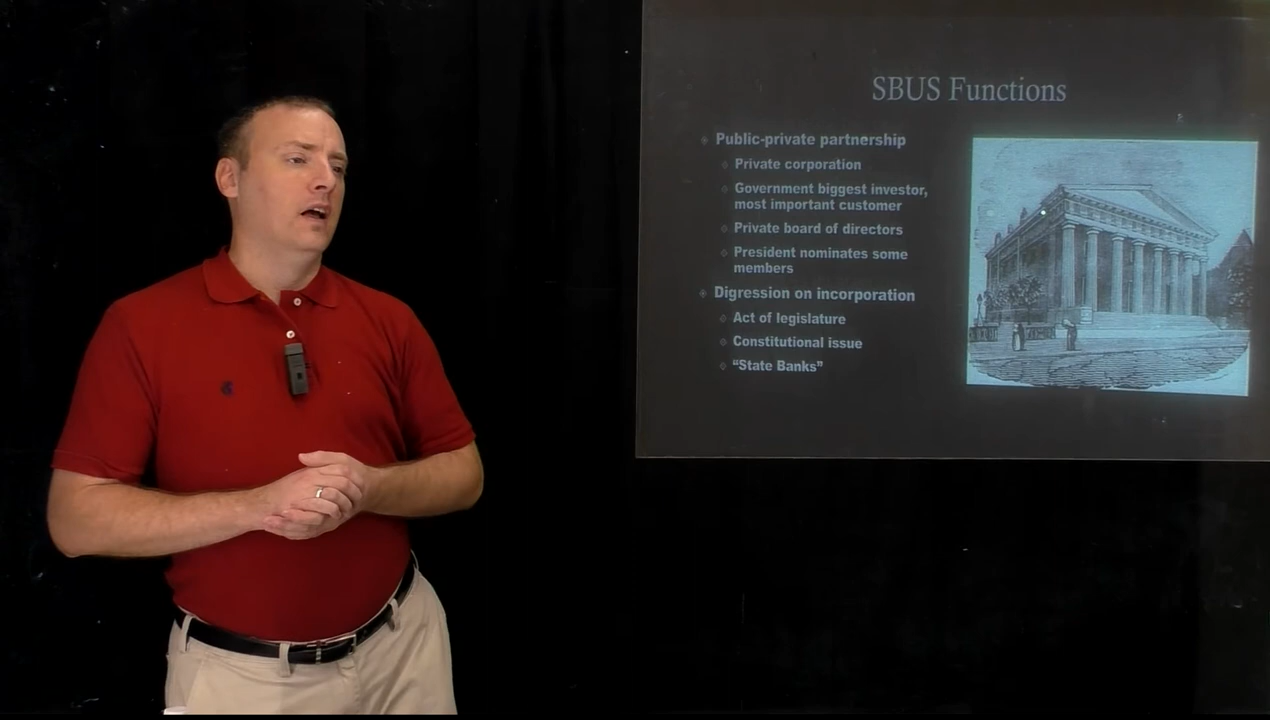 SBUS Functions
Public-private partnership
Private corporation
Government biggest investor,
most important customer
Private board of directors
President nominates some
members
Digression on incorporation
Act of legislature
Constitutional issue
“State Banks”